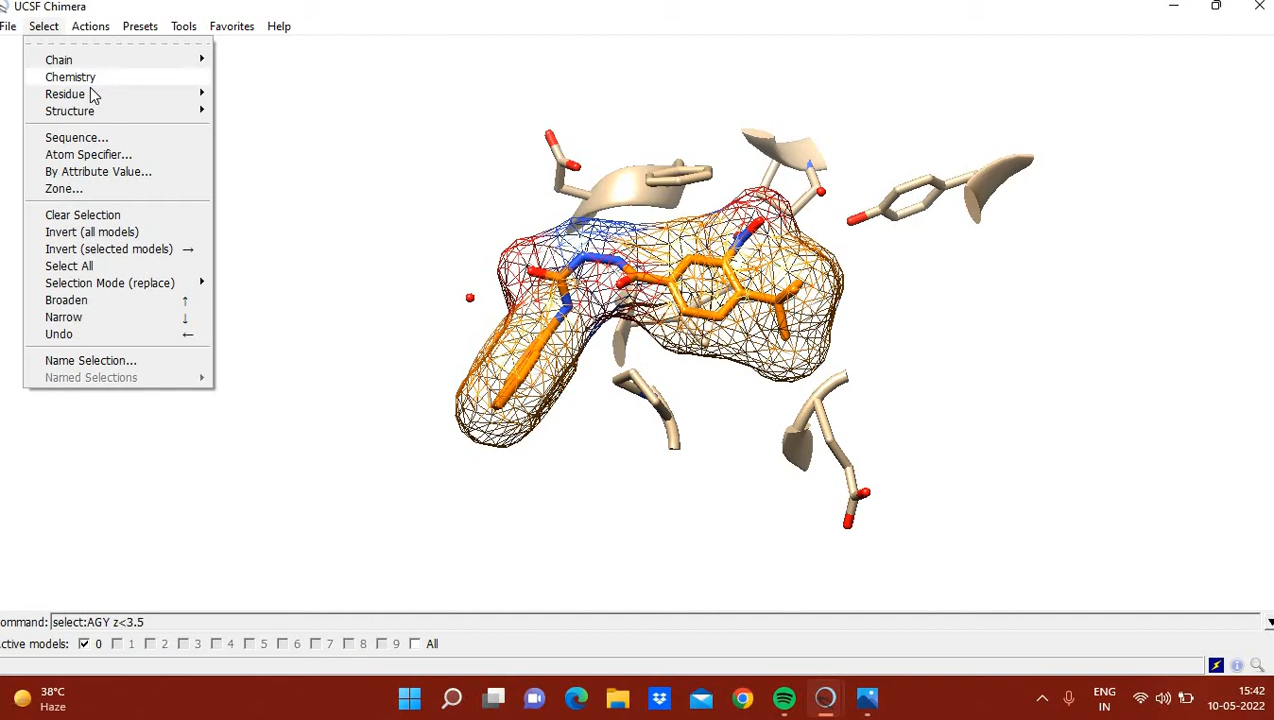 UCSF Chimera
File Select Actions Presets Tools Favorites Help
Chain
Chemistry
Residue
Structure
Sequence...
Atom Specifier...
By Attribute Value...
Zone...
Clear Selection
Invert (all models)
Invert (selected models) →
Select All
Selection Mode (replace)
Broaden ↑
Narrow ↓
Undo ←
Name Selection...
Named Selections
ommand: select:AGY z<3.5
ctive models: 0 1 2 3 4 5 6 7 8 9 All
38°C
Haze
ENG
IN
15:42
10-05-2022